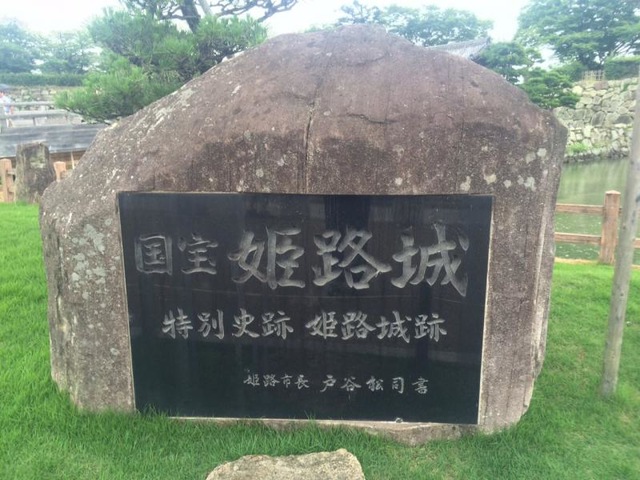 国宝 姫路城
特別史跡 姫路城跡
姫路市長 戸谷松司書